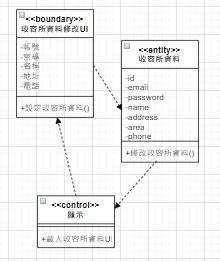 <<boundary>>
收容所資料修改UI
-帳號
-密碼
-名稱
-地址
-電話
+設定收容所資料()
<<entity>>
收容所資料
-id
-email
-password
-name
-address
-area
-phone
+修改收容所資料()
<<control>>
顯示
+載入收容所資料UI